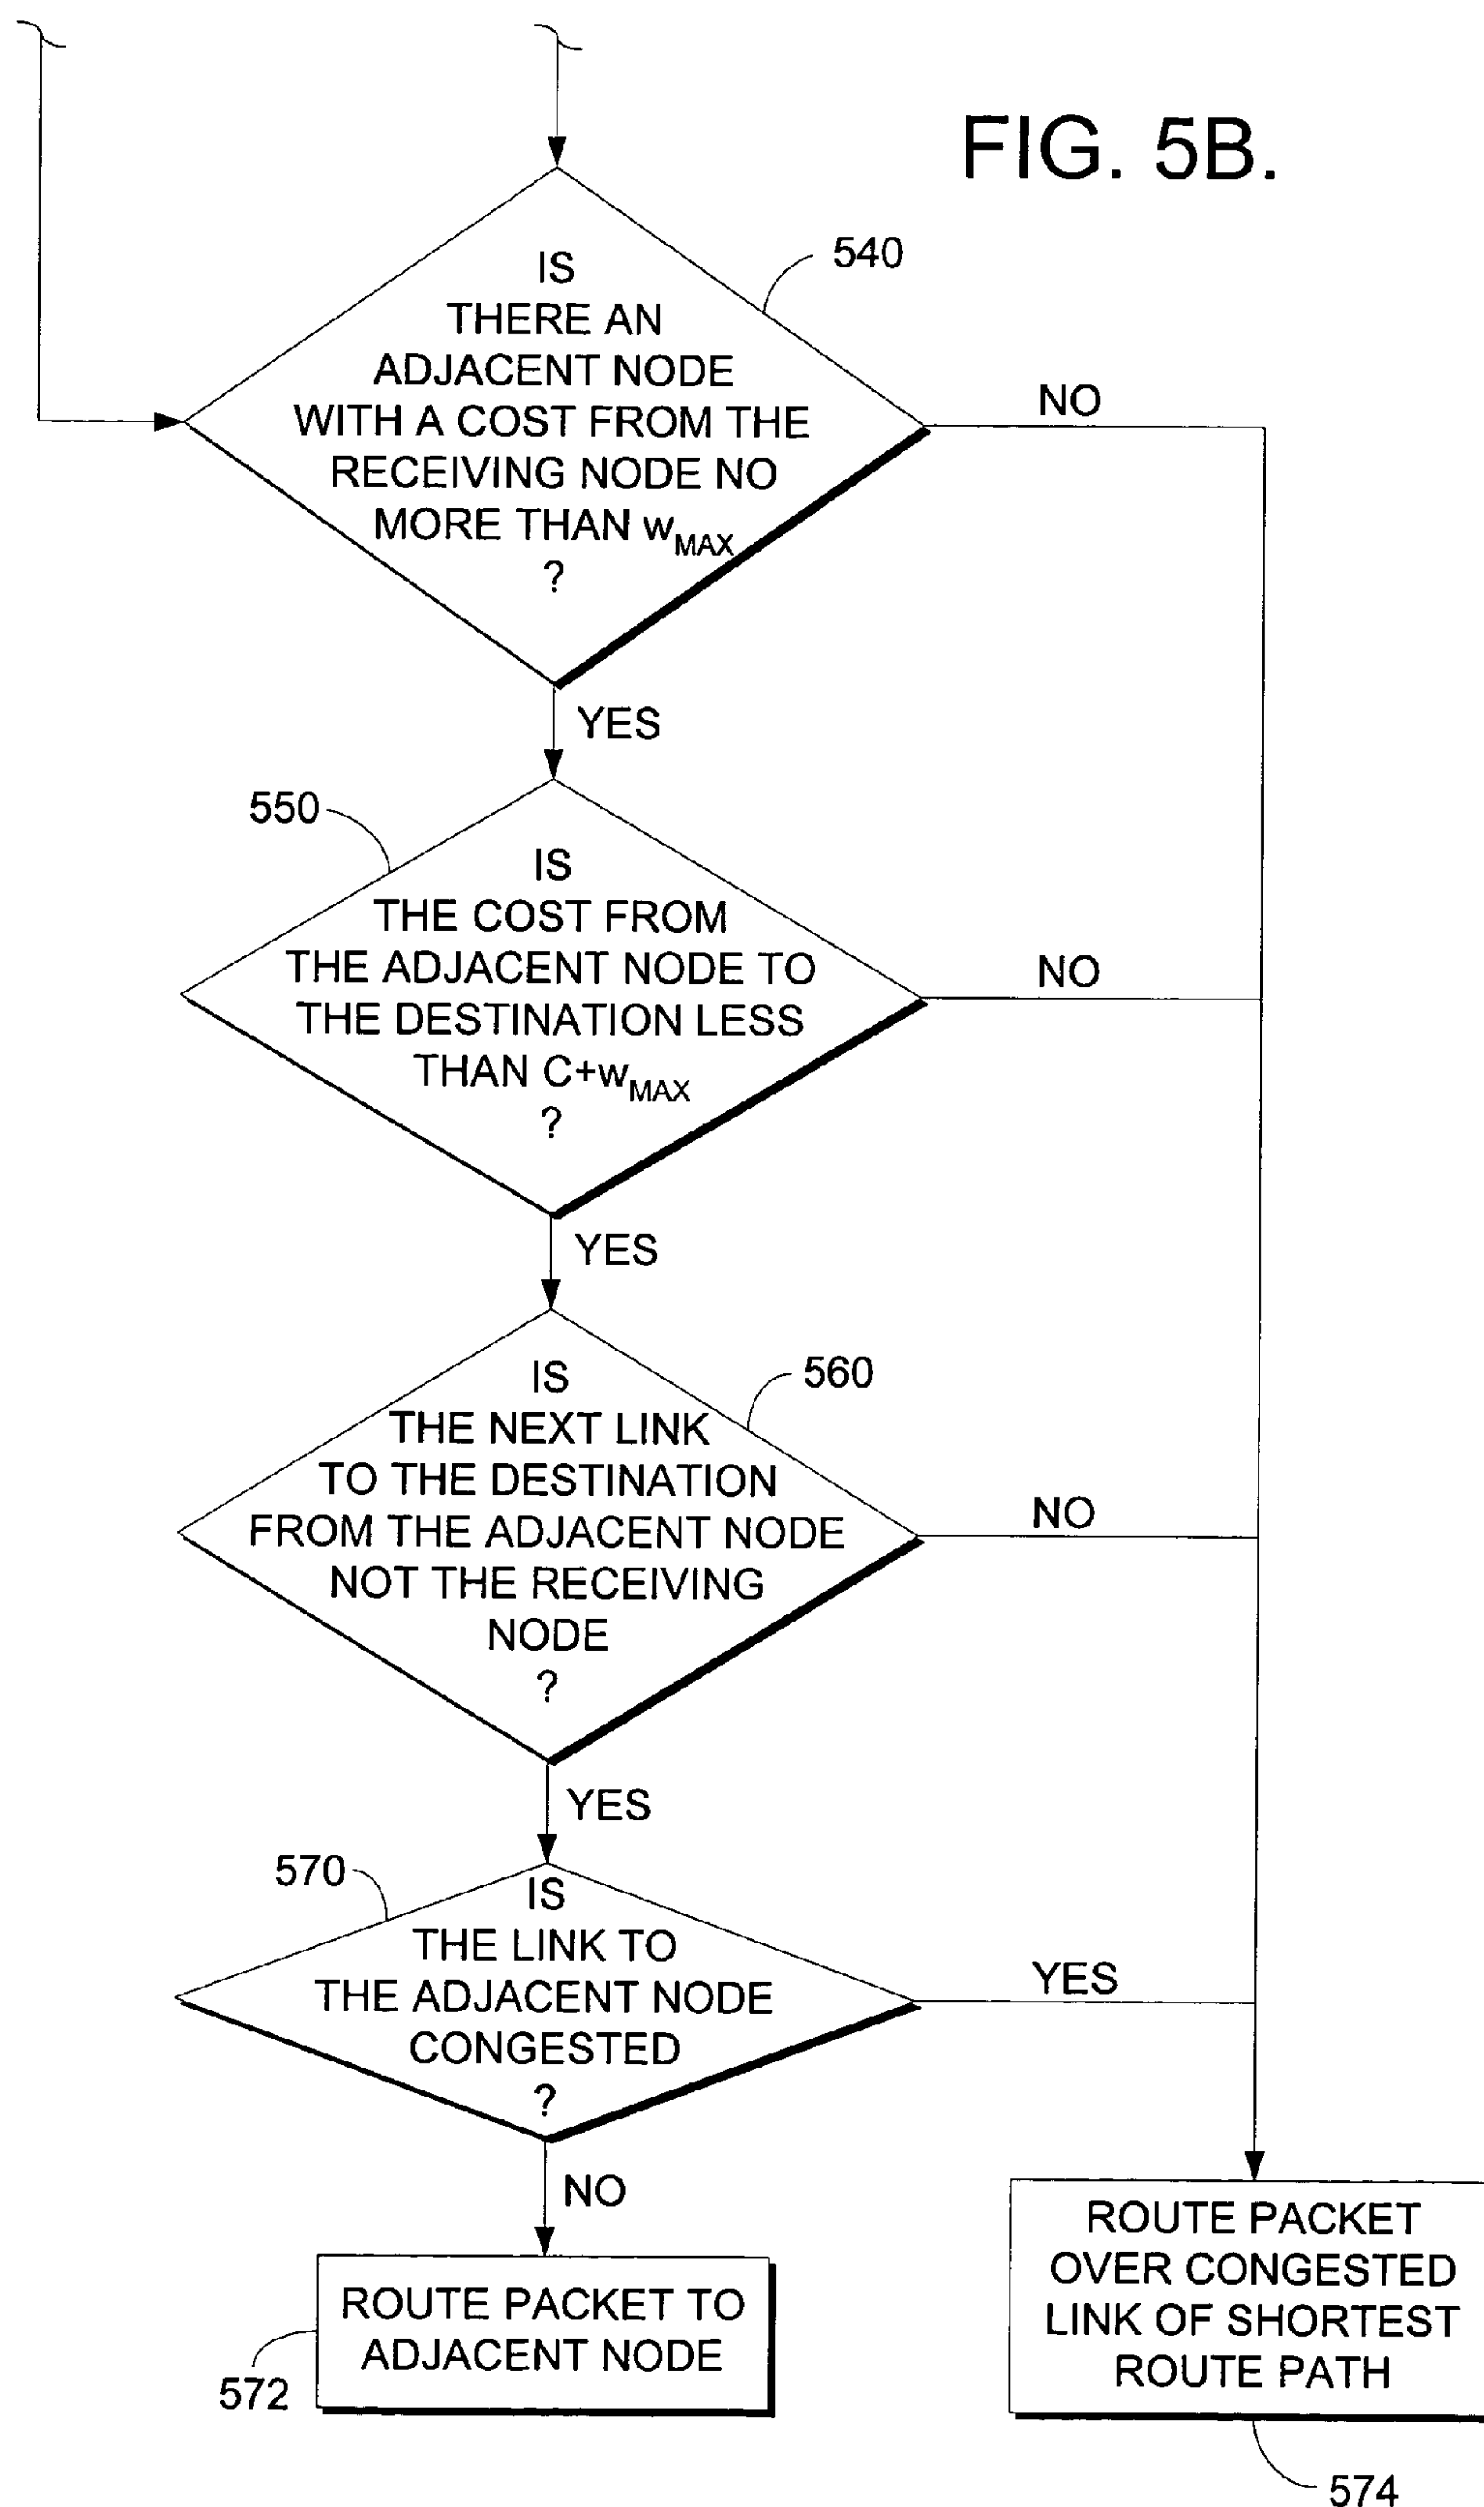 FIG. 5B.
540
IS
THERE AN
ADJACENT NODE
WITH A COST FROM THE
RECEIVING NODE NO
MORE THAN wMAX
?
NO
YES
550
IS
THE COST FROM
THE ADJACENT NODE TO
THE DESTINATION LESS
THAN C+wMAX
?
NO
YES
560
IS
THE NEXT LINK
TO THE DESTINATION
FROM THE ADJACENT NODE
NOT THE RECEIVING
NODE
?
NO
YES
570
IS
THE LINK TO
THE ADJACENT NODE
CONGESTED
?
YES
NO
ROUTE PACKET TO
ADJACENT NODE
572
ROUTE PACKET
OVER CONGESTED
LINK OF SHORTEST
ROUTE PATH
574